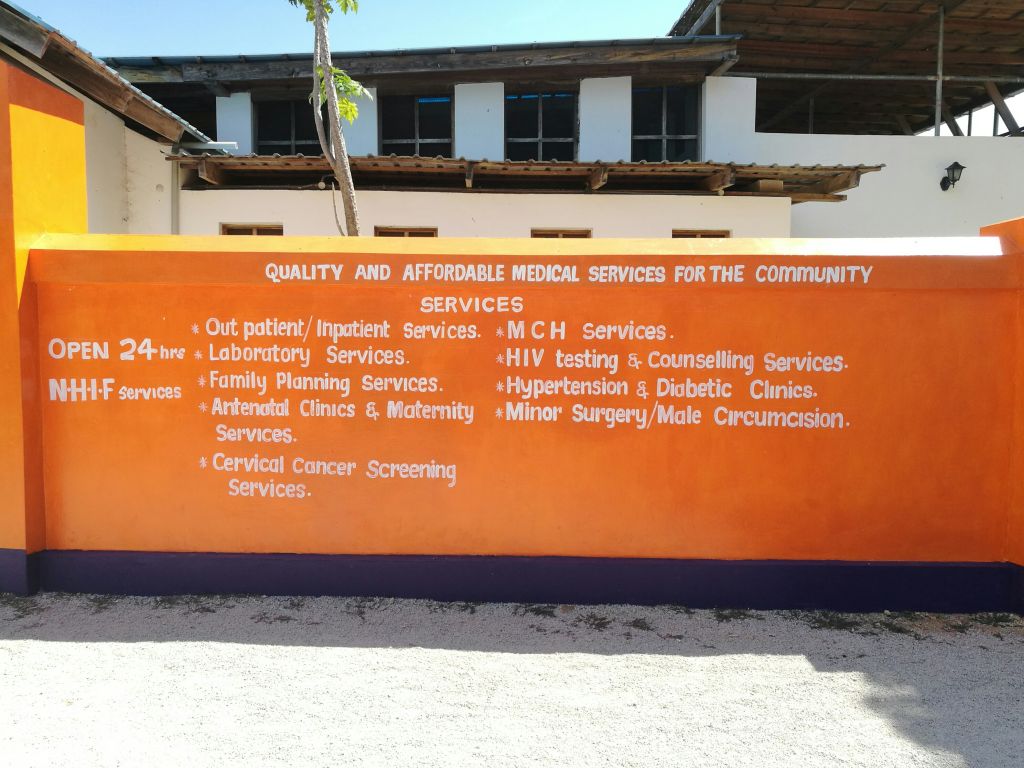 QUALITY AND AFFORDABLE MEDICAL SERVICES FOR THE COMMUNITY
SERVICES
OPEN 24hrs
N·H·I·F services
* Out patient/Inpatient Services.
* Laboratory Services.
* Family Planning Services.
* Antenatal Clinics & Maternity
Services.
* Cervical Cancer Screening
Services.
* M C H Services.
* HIV testing & Counselling Services.
* Hypertension & Diabetic Clinics.
* Minor Surgery/Male Circumcision.